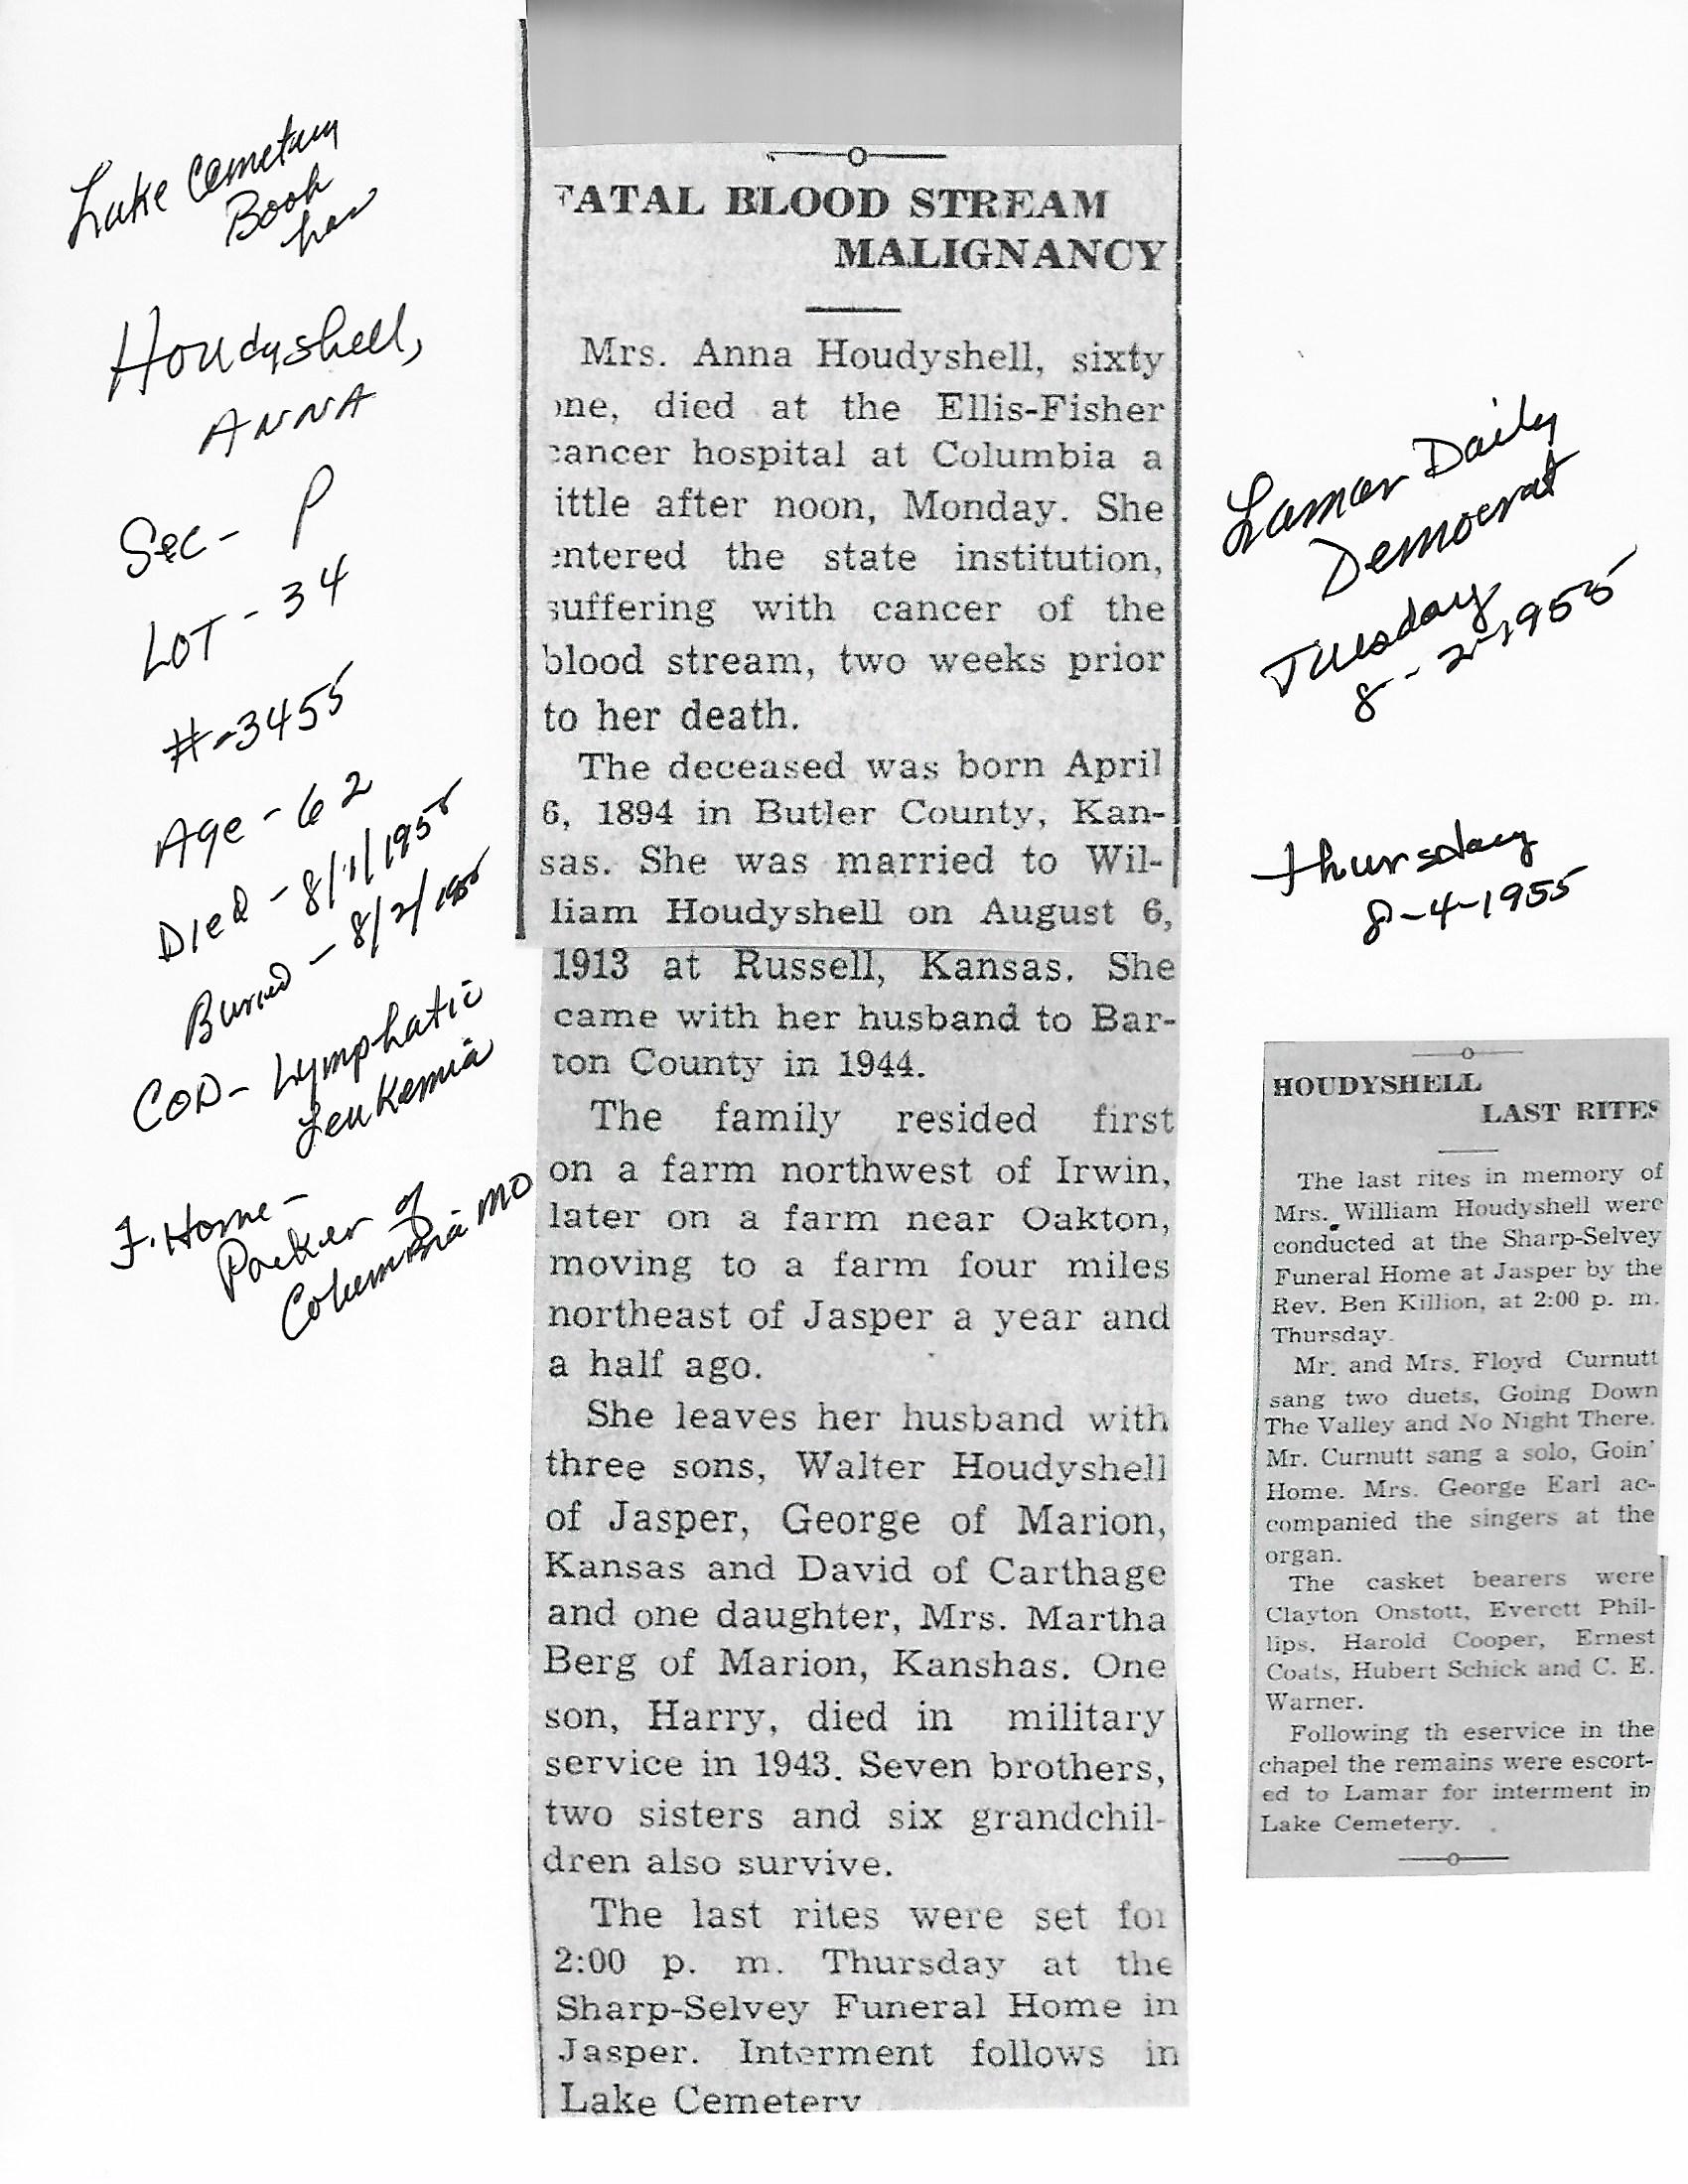 Lake Cemetery
Book
has
Houdyshell,
ANNA
Sec- P
LOT - 34
#-3455
Age - 62
Died - 8/1/1955
Buried - 8/2/1955
COD- Lymphatic
Leukemia
F. Home -
Parker of
Columbia MO
FATAL BLOOD STREAM
MALIGNANCY
Mrs. Anna Houdyshell, sixty
one, died at the Ellis-Fisher
cancer hospital at Columbia a
ittle after noon, Monday. She
entered the state institution,
suffering with cancer of the
blood stream, two weeks prior
to her death.
The deceased was born April
6, 1894 in Butler County, Kan-
sas. She was married to Wil-
liam Houdyshell on August 6,
1913 at Russell, Kansas. She
came with her husband to Bar-
ton County in 1944.
The family resided first
on a farm northwest of Irwin,
later on a farm near Oakton,
moving to a farm four miles
northeast of Jasper a year and
a half ago.
She leaves her husband with
three sons, Walter Houdyshell
of Jasper, George of Marion,
Kansas and David of Carthage
and one daughter, Mrs. Martha
Berg of Marion, Kanshas. One
son, Harry, died in military
service in 1943. Seven brothers,
two sisters and six grandchil-
dren also survive.
The last rites were set for
2:00 p. m. Thursday at the
Sharp-Selvey Funeral Home in
Jasper. Interment follows in
Lake Cemetery
Lamar Daily
Democrat
Tuesday
8-2-1955
Thursday
8-4-1955
HOUDYSHELL
LAST RITES
The last rites in memory of
Mrs. William Houdyshell were
conducted at the Sharp-Selvey
Funeral Home at Jasper by the
Rev. Ben Killion, at 2:00 p. m.
Thursday.
Mr. and Mrs. Floyd Curnutt
sang two duets, Going Down
The Valley and No Night There.
Mr. Curnutt sang a solo, Goin'
Home. Mrs. George Earl ac-
companied the singers at the
organ.
The casket bearers were
Clayton Onstott, Everett Phil-
lips, Harold Cooper, Ernest
Coats, Hubert Schick and C. E.
Warner.
Following th eservice in the
chapel the remains were escort-
ed to Lamar for interment in
Lake Cemetery.